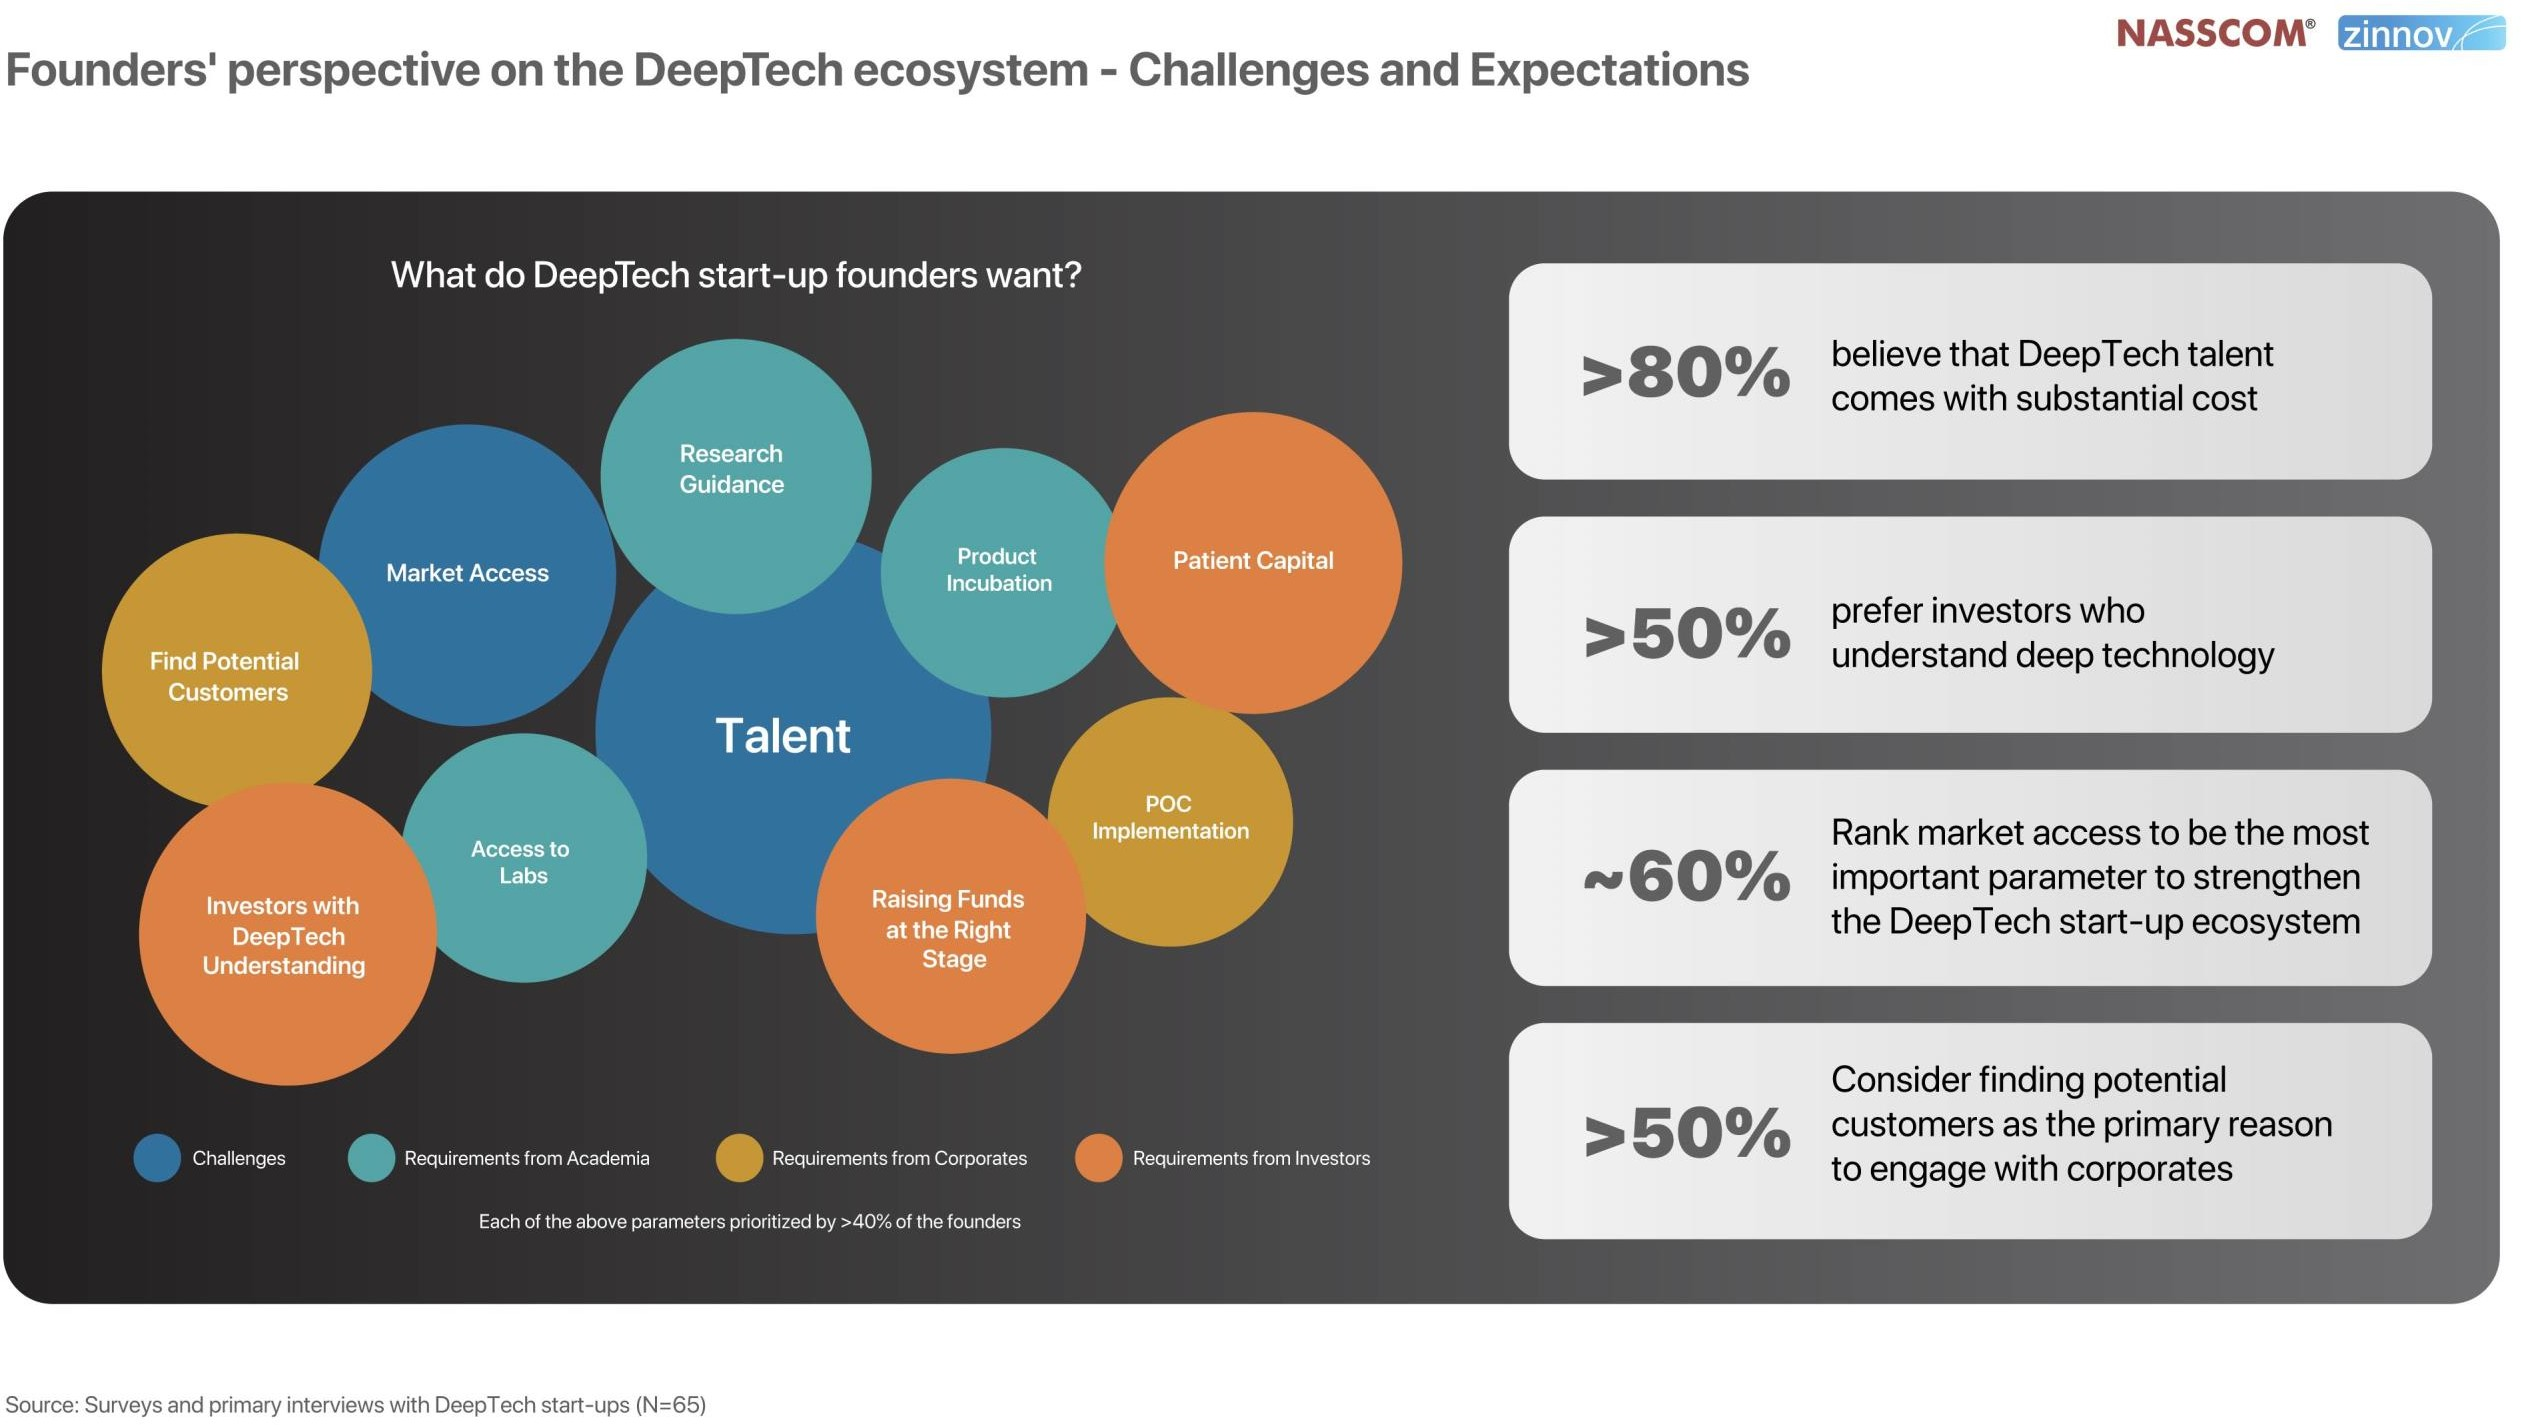 NASSCOM®
zinnov
Founders' perspective on the DeepTech ecosystem - Challenges and Expectations
What do DeepTech start-up founders want?
Research
Guidance
Market Access
Product
Incubation
Patient Capital
Find Potential
Customers
Talent
POC
Implementation
Access to
Labs
Investors with
DeepTech
Understanding
Raising Funds
at the Right
Stage
Challenges
Requirements from Academia
Requirements from Corporates
Requirements from Investors
Each of the above parameters prioritized by >40% of the founders
>80%
believe that DeepTech talent
comes with substantial cost
>50%
prefer investors who
understand deep technology
~60%
Rank market access to be the most
important parameter to strengthen
the DeepTech start-up ecosystem
>50%
Consider finding potential
customers as the primary reason
to engage with corporates
Source: Surveys and primary interviews with DeepTech start-ups (N=65)